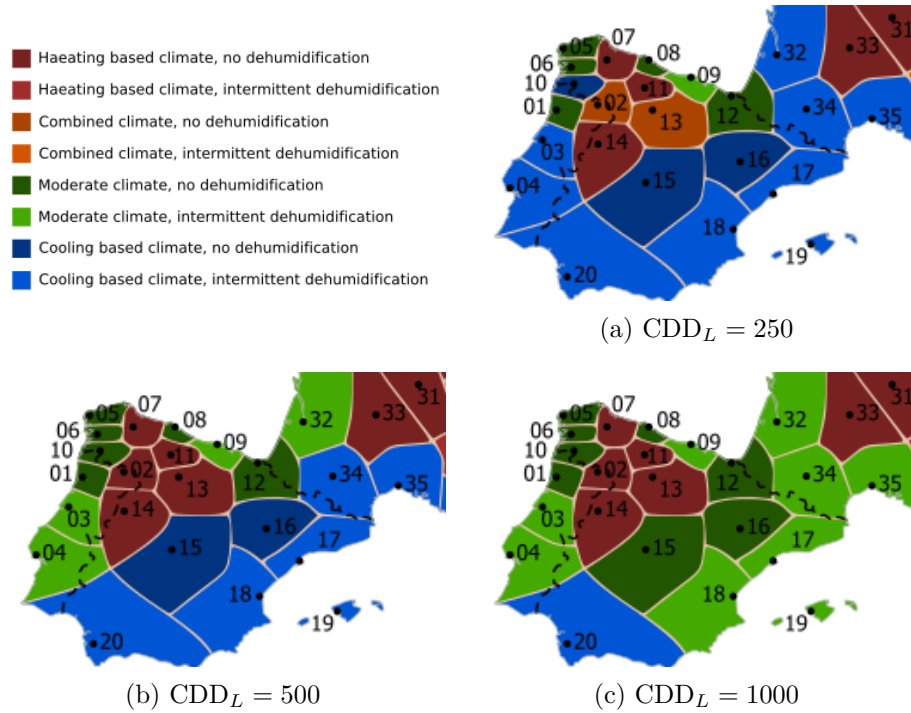 Haeating based climate, no dehumidification
Haeating based climate, intermittent dehumidification
Combined climate, no dehumidification
Combined climate, intermittent dehumidification
Moderate climate, no dehumidification
Moderate climate, intermittent dehumidification
Cooling based climate, no dehumidification
Cooling based climate, intermittent dehumidification
05 07 08 32 33 31
06 09
10 11
01 02 13 12 34 35
03 14
04 15 16 17
18
19
20
(a) CDD_L = 250
05 07 08 32 33 31
06 09
10 11
01 02 13 12 34 35
03 14
04 15 16 17
18
19
20
(b) CDD_L = 500
05 07 08 32 33 31
06 09
10 11
01 02 13 12 34 35
03 14
04 15 16 17
18
19
20
(c) CDD_L = 1000